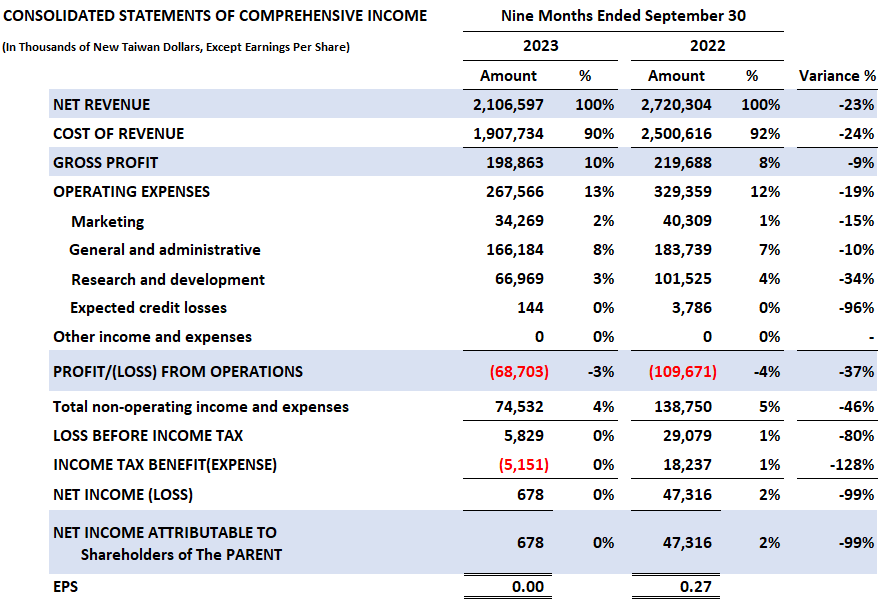 CONSOLIDATED STATEMENTS OF COMPREHENSIVE INCOME Nine Months Ended September 30
(In Thousands of New Taiwan Dollars, Except Earnings Per Share) 2023 2022
Amount % Amount % Variance %
NET REVENUE 2,106,597 100% 2,720,304 100% -23%
COST OF REVENUE 1,907,734 90% 2,500,616 92% -24%
GROSS PROFIT 198,863 10% 219,688 8% -9%
OPERATING EXPENSES 267,566 13% 329,359 12% -19%
Marketing 34,269 2% 40,309 1% -15%
General and administrative 166,184 8% 183,739 7% -10%
Research and development 66,969 3% 101,525 4% -34%
Expected credit losses 144 0% 3,786 0% -96%
Other income and expenses 0 0% 0 0% -
PROFIT/(LOSS) FROM OPERATIONS (68,703) -3% (109,671) -4% -37%
Total non-operating income and expenses 74,532 4% 138,750 5% -46%
LOSS BEFORE INCOME TAX 5,829 0% 29,079 1% -80%
INCOME TAX BENEFIT(EXPENSE) (5,151) 0% 18,237 1% -128%
NET INCOME (LOSS) 678 0% 47,316 2% -99%
NET INCOME ATTRIBUTABLE TO
Shareholders of The PARENT 678 0% 47,316 2% -99%
EPS 0.00 0.27